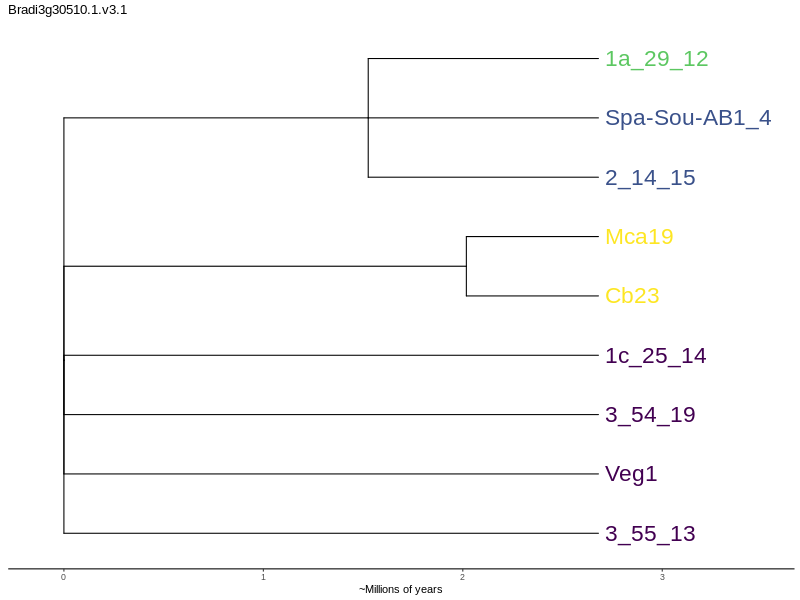 Bradi3g30510.1.v3.1
1a_29_12
Spa-Sou-AB1_4
2_14_15
Mca19
Cb23
1c_25_14
3_54_19
Veg1
3_55_13
0 1 2 3
~Millions of years